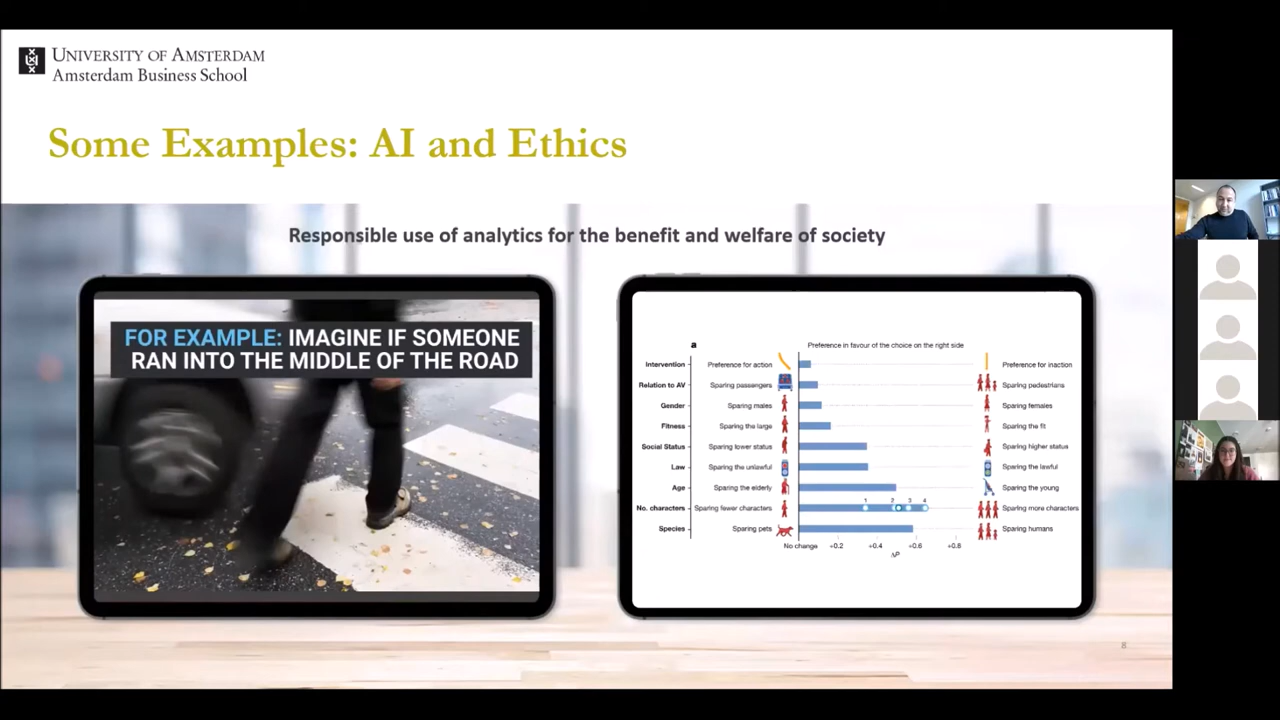 UNIVERSITY OF AMSTERDAM
Amsterdam Business School
Some Examples: AI and Ethics
Responsible use of analytics for the benefit and welfare of society
FOR EXAMPLE: IMAGINE IF SOMEONE
RAN INTO THE MIDDLE OF THE ROAD
a
Preference in favour of the choice on the right side
Intervention Preference for action Preference for inaction
Relation to AV Sparing passengers Sparing pedestrians
Gender Sparing males Sparing females
Fitness Sparing the large Sparing the fit
Social Status Sparing lower status Sparing higher status
Law Sparing the unlawful Sparing the lawful
Age Sparing the elderly Sparing the young
1 2 3 4
No. characters Sparing fewer characters Sparing more characters
Species Sparing pets Sparing humans
No change +0.2 +0.4 +0.6 +0.8
ΔP
8